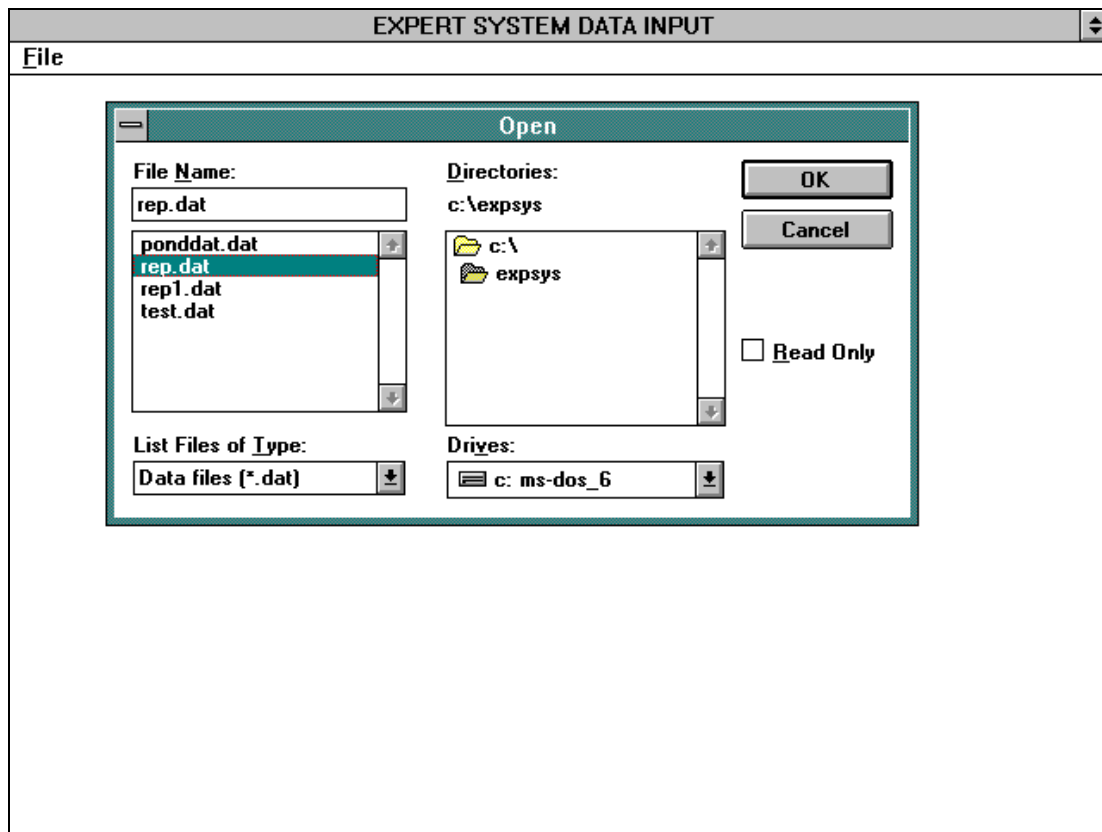 EXPERT SYSTEM DATA INPUT
File
Open
File Name:
rep.dat
ponddat.dat
rep.dat
rep1.dat
test.dat
List Files of Type:
Data files (*.dat)
Directories:
c:\expsys
c:\
expsys
Drives:
c: ms-dos_6
OK
Cancel
Read Only